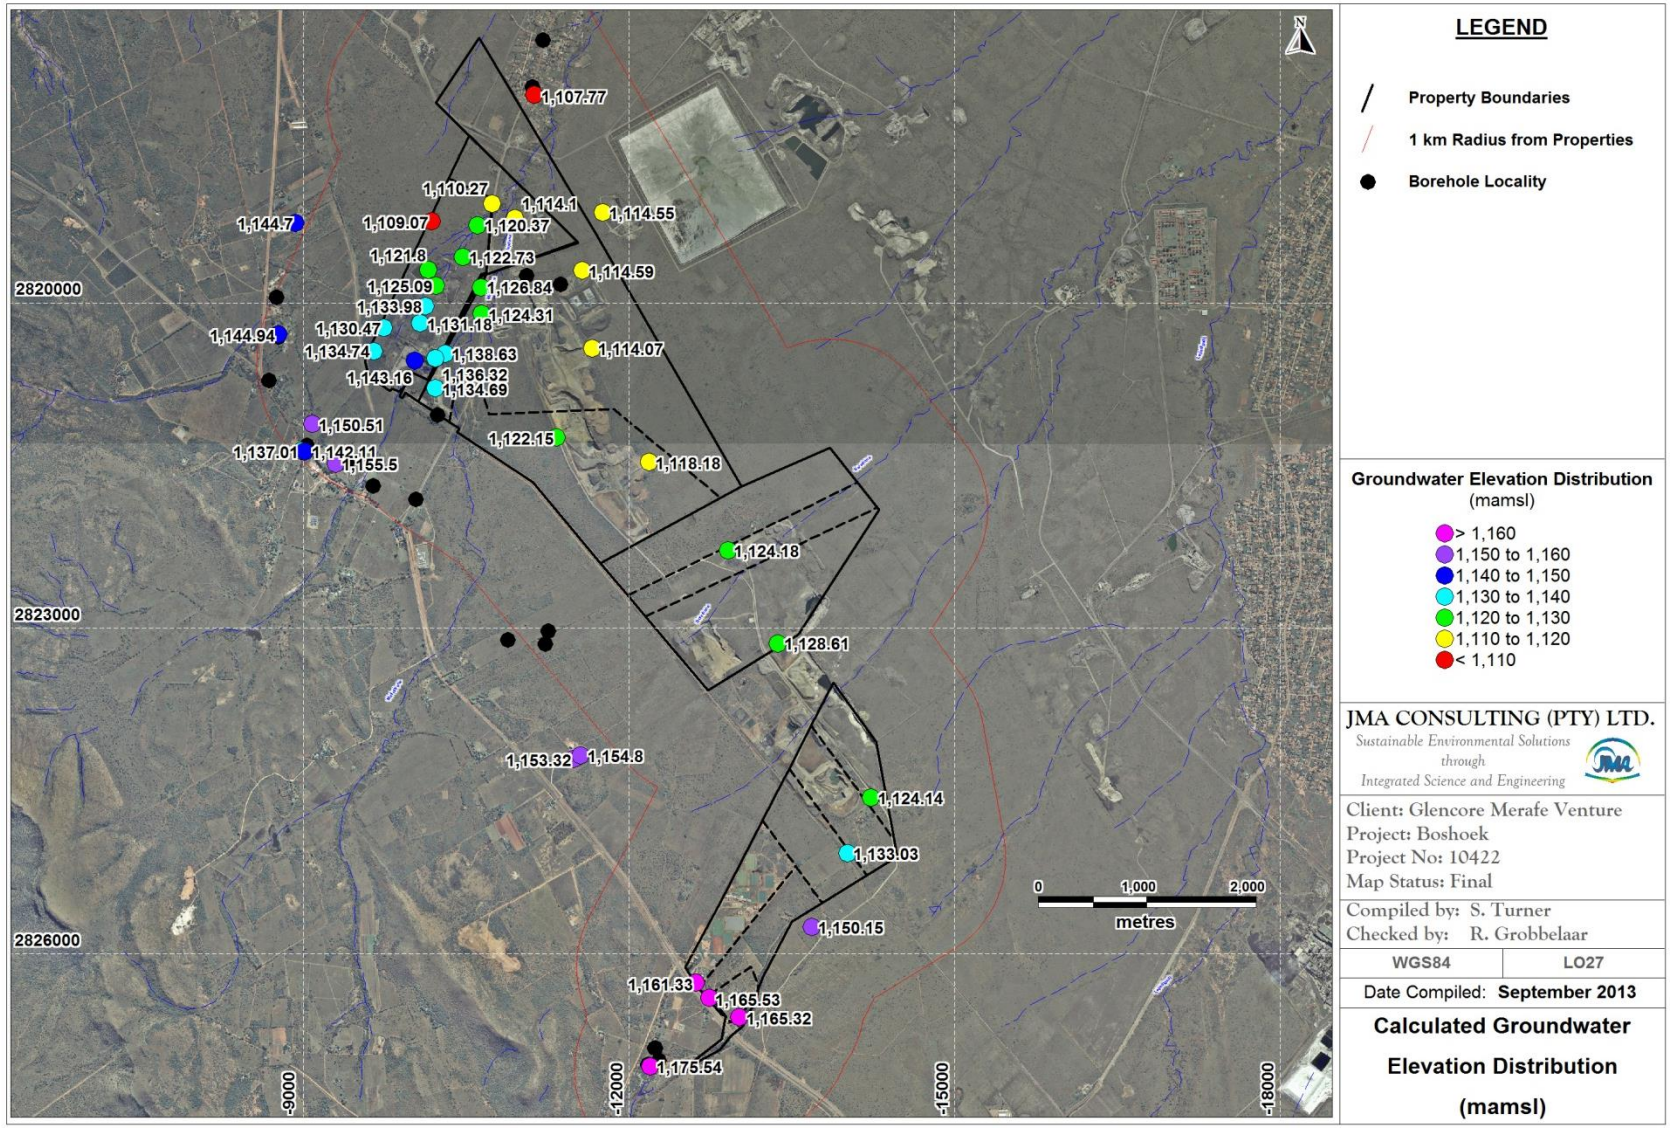 N
1,107.77
1,110.27
1,114.1
1,114.55
1,144.7
1,109.07
1,120.37
1,121.8
1,122.73
1,114.59
1,125.09
1,126.84
2820000
1,133.98
1,124.31
1,130.47
1,131.18
1,144.94
1,134.74
1,138.63
1,114.07
1,143.16
1,136.32
1,134.69
1,150.51
1,122.15
1,137.01
1,142.11
1,155.5
1,118.18
1,124.18
2823000
1,128.61
1,153.32
1,154.8
1,124.14
1,133.03
0 1,000 2,000
metres
1,150.15
2826000
1,161.33
1,165.53
1,165.32
1,175.54
-9000
-12000
-15000
-18000
LEGEND
Property Boundaries
1 km Radius from Properties
Borehole Locality
Groundwater Elevation Distribution
(mamsl)
> 1,160
1,150 to 1,160
1,140 to 1,150
1,130 to 1,140
1,120 to 1,130
1,110 to 1,120
< 1,110
JMA CONSULTING (PTY) LTD.
Sustainable Environmental Solutions
through
Integrated Science and Engineering
JMA
Client: Glencore Merafe Venture
Project: Boshoek
Project No: 10422
Map Status: Final
Compiled by: S. Turner
Checked by: R. Grobbelaar
WGS84 LO27
Date Compiled: September 2013
Calculated Groundwater
Elevation Distribution
(mamsl)